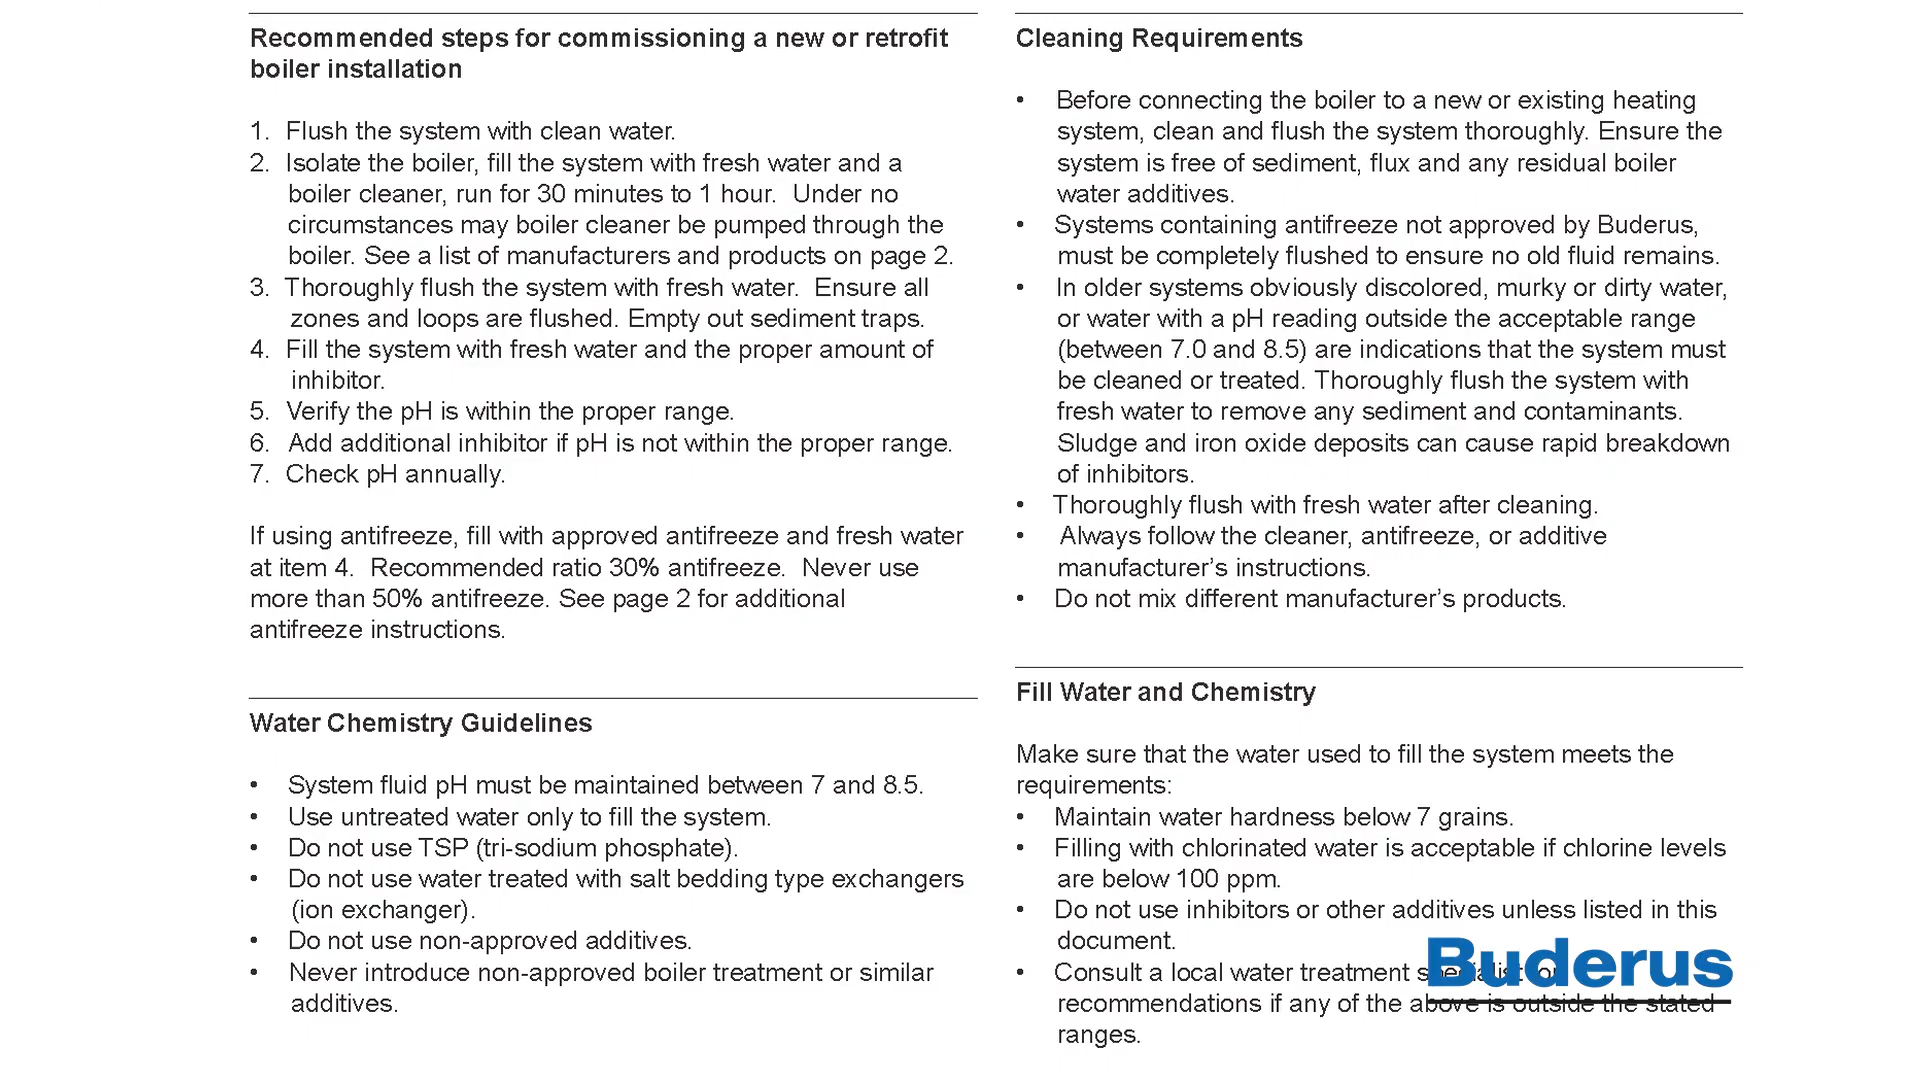 Recommended steps for commissioning a new or retrofit
boiler installation
1. Flush the system with clean water.
2. Isolate the boiler, fill the system with fresh water and a
boiler cleaner, run for 30 minutes to 1 hour. Under no
circumstances may boiler cleaner be pumped through the
boiler. See a list of manufacturers and products on page 2.
3. Thoroughly flush the system with fresh water. Ensure all
zones and loops are flushed. Empty out sediment traps.
4. Fill the system with fresh water and the proper amount of
inhibitor.
5. Verify the pH is within the proper range.
6. Add additional inhibitor if pH is not within the proper range.
7. Check pH annually.
If using antifreeze, fill with approved antifreeze and fresh water
at item 4. Recommended ratio 30% antifreeze. Never use
more than 50% antifreeze. See page 2 for additional
antifreeze instructions.
Water Chemistry Guidelines
• System fluid pH must be maintained between 7 and 8.5.
• Use untreated water only to fill the system.
• Do not use TSP (tri-sodium phosphate).
• Do not use water treated with salt bedding type exchangers
(ion exchanger).
• Do not use non-approved additives.
• Never introduce non-approved boiler treatment or similar
additives.
Cleaning Requirements
• Before connecting the boiler to a new or existing heating
system, clean and flush the system thoroughly. Ensure the
system is free of sediment, flux and any residual boiler
water additives.
• Systems containing antifreeze not approved by Buderus,
must be completely flushed to ensure no old fluid remains.
• In older systems obviously discolored, murky or dirty water,
or water with a pH reading outside the acceptable range
(between 7.0 and 8.5) are indications that the system must
be cleaned or treated. Thoroughly flush the system with
fresh water to remove any sediment and contaminants.
Sludge and iron oxide deposits can cause rapid breakdown
of inhibitors.
• Thoroughly flush with fresh water after cleaning.
• Always follow the cleaner, antifreeze, or additive
manufacturer's instructions.
• Do not mix different manufacturer's products.
Fill Water and Chemistry
Make sure that the water used to fill the system meets the
requirements:
• Maintain water hardness below 7 grains.
• Filling with chlorinated water is acceptable if chlorine levels
are below 100 ppm.
• Do not use inhibitors or other additives unless listed in this
document.
• Consult a local water treatment specialist for
recommendations if any of the above is outside the stated
ranges.
Buderus